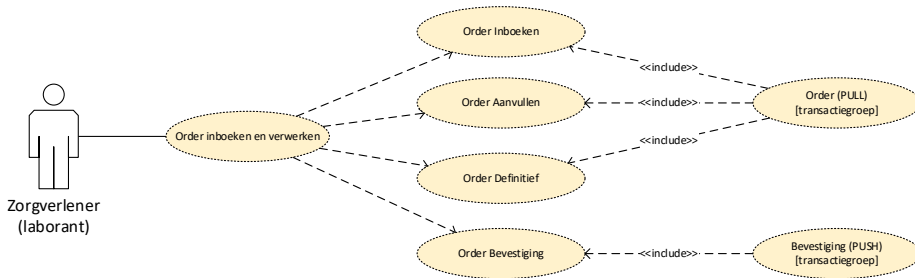 Order Inboeken
<<include>>
Order Aanvullen
<<include>>
Order (PULL)
[transactiegroep]
Order inboeken en verwerken
<<include>>
Order Definitief
Zorgverlener
(laborant)
Order Bevestiging
<<include>>
Bevestiging (PUSH)
[transactiegroep]